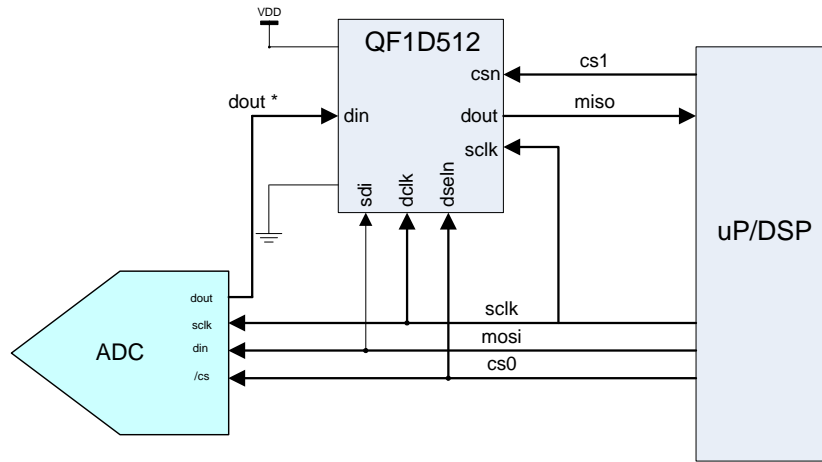 VDD
QF1D512
cs1
csn
dout *
miso
din
dout
sclk
sdi
dclk
dseln
uP/DSP
dout
sclk
sclk
ADC
din
mosi
/cs
cs0